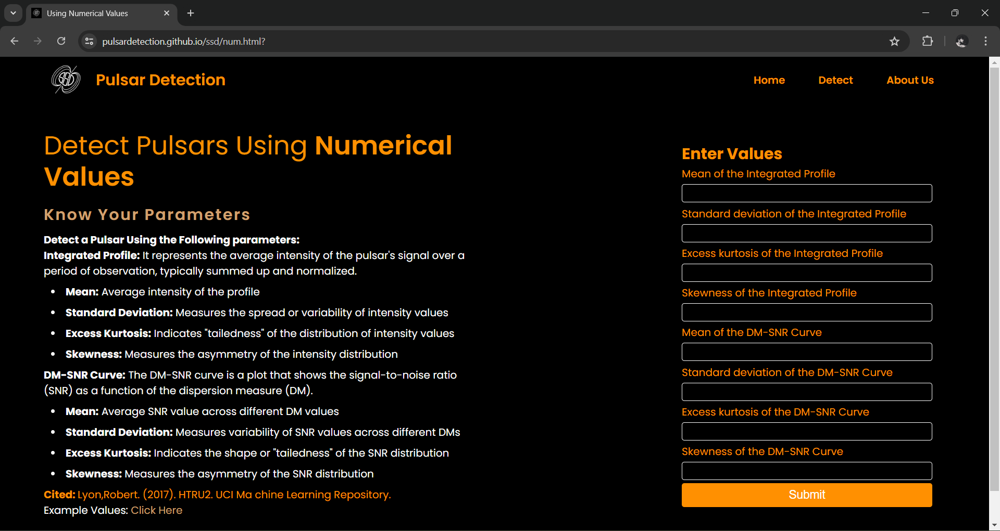 Using Numerical Values
pulsardetection.github.io/ssd/num.html?
Pulsar Detection
Home
Detect
About Us
Detect Pulsars Using Numerical
Values
Know Your Parameters
Detect a Pulsar Using the Following parameters:
Integrated Profile: It represents the average intensity of the pulsar's signal over a
period of observation, typically summed up and normalized.
• Mean: Average intensity of the profile
• Standard Deviation: Measures the spread or variability of intensity values
• Excess Kurtosis: Indicates "tailedness" of the distribution of intensity values
• Skewness: Measures the asymmetry of the intensity distribution
DM-SNR Curve: The DM-SNR curve is a plot that shows the signal-to-noise ratio
(SNR) as a function of the dispersion measure (DM).
• Mean: Average SNR value across different DM values
• Standard Deviation: Measures variability of SNR values across different DMs
• Excess Kurtosis: Indicates the shape or "tailedness" of the SNR distribution
• Skewness: Measures the asymmetry of the SNR distribution
Cited: Lyon,Robert. (2017). HTRU2. UCI Ma chine Learning Repository.
Example Values: Click Here
Enter Values
Mean of the Integrated Profile
Standard deviation of the Integrated Profile
Excess kurtosis of the Integrated Profile
Skewness of the Integrated Profile
Mean of the DM-SNR Curve
Standard deviation of the DM-SNR Curve
Excess kurtosis of the DM-SNR Curve
Skewness of the DM-SNR Curve
Submit